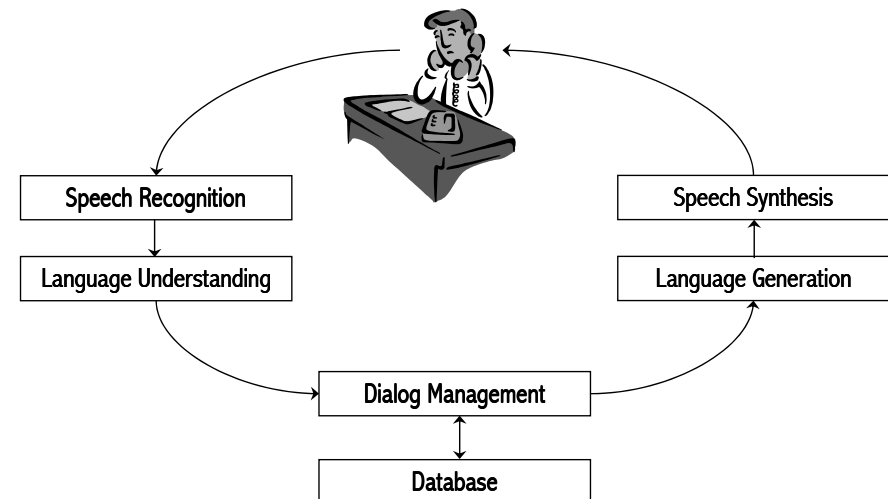 Speech Recognition
Speech Synthesis
Language Understanding
Language Generation
Dialog Management
Database